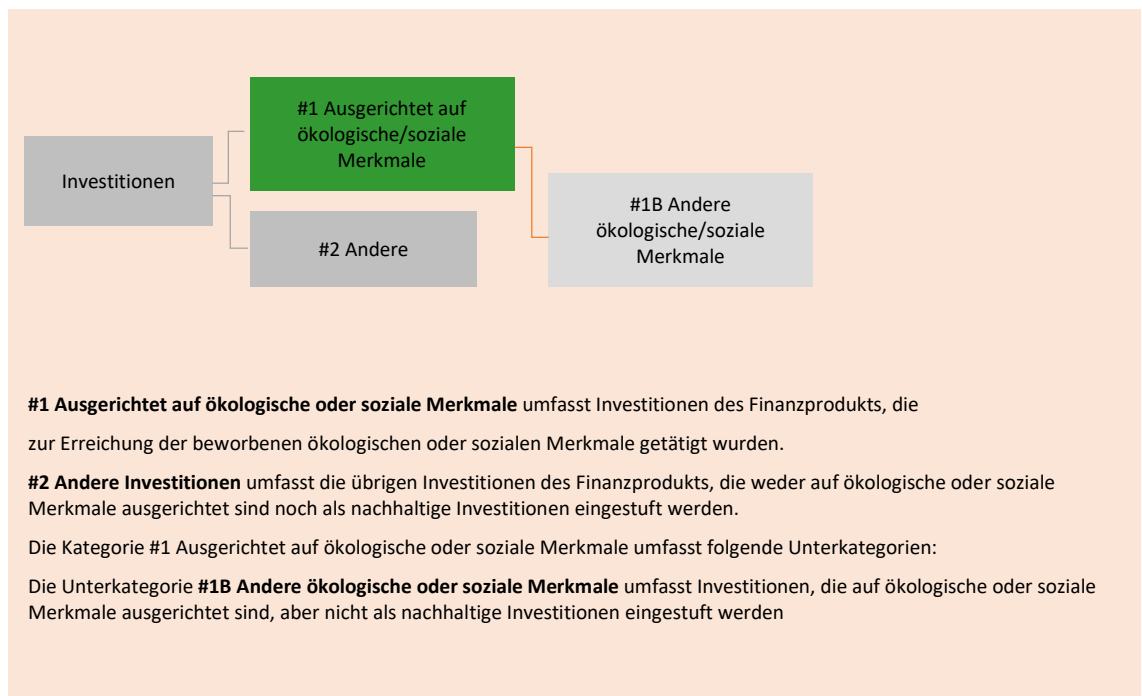 #1 Ausgerichtet auf
ökologische/soziale
Merkmale
Investitionen
#1B Andere
ökologische/soziale
Merkmale
#2 Andere
#1 Ausgerichtet auf ökologische oder soziale Merkmale umfasst Investitionen des Finanzprodukts, die
zur Erreichung der beworbenen ökologischen oder sozialen Merkmale getätigt wurden.
#2 Andere Investitionen umfasst die übrigen Investitionen des Finanzprodukts, die weder auf ökologische oder soziale
Merkmale ausgerichtet sind noch als nachhaltige Investitionen eingestuft werden.
Die Kategorie #1 Ausgerichtet auf ökologische oder soziale Merkmale umfasst folgende Unterkategorien:
Die Unterkategorie #1B Andere ökologische oder soziale Merkmale umfasst Investitionen, die auf ökologische oder soziale
Merkmale ausgerichtet sind, aber nicht als nachhaltige Investitionen eingestuft werden